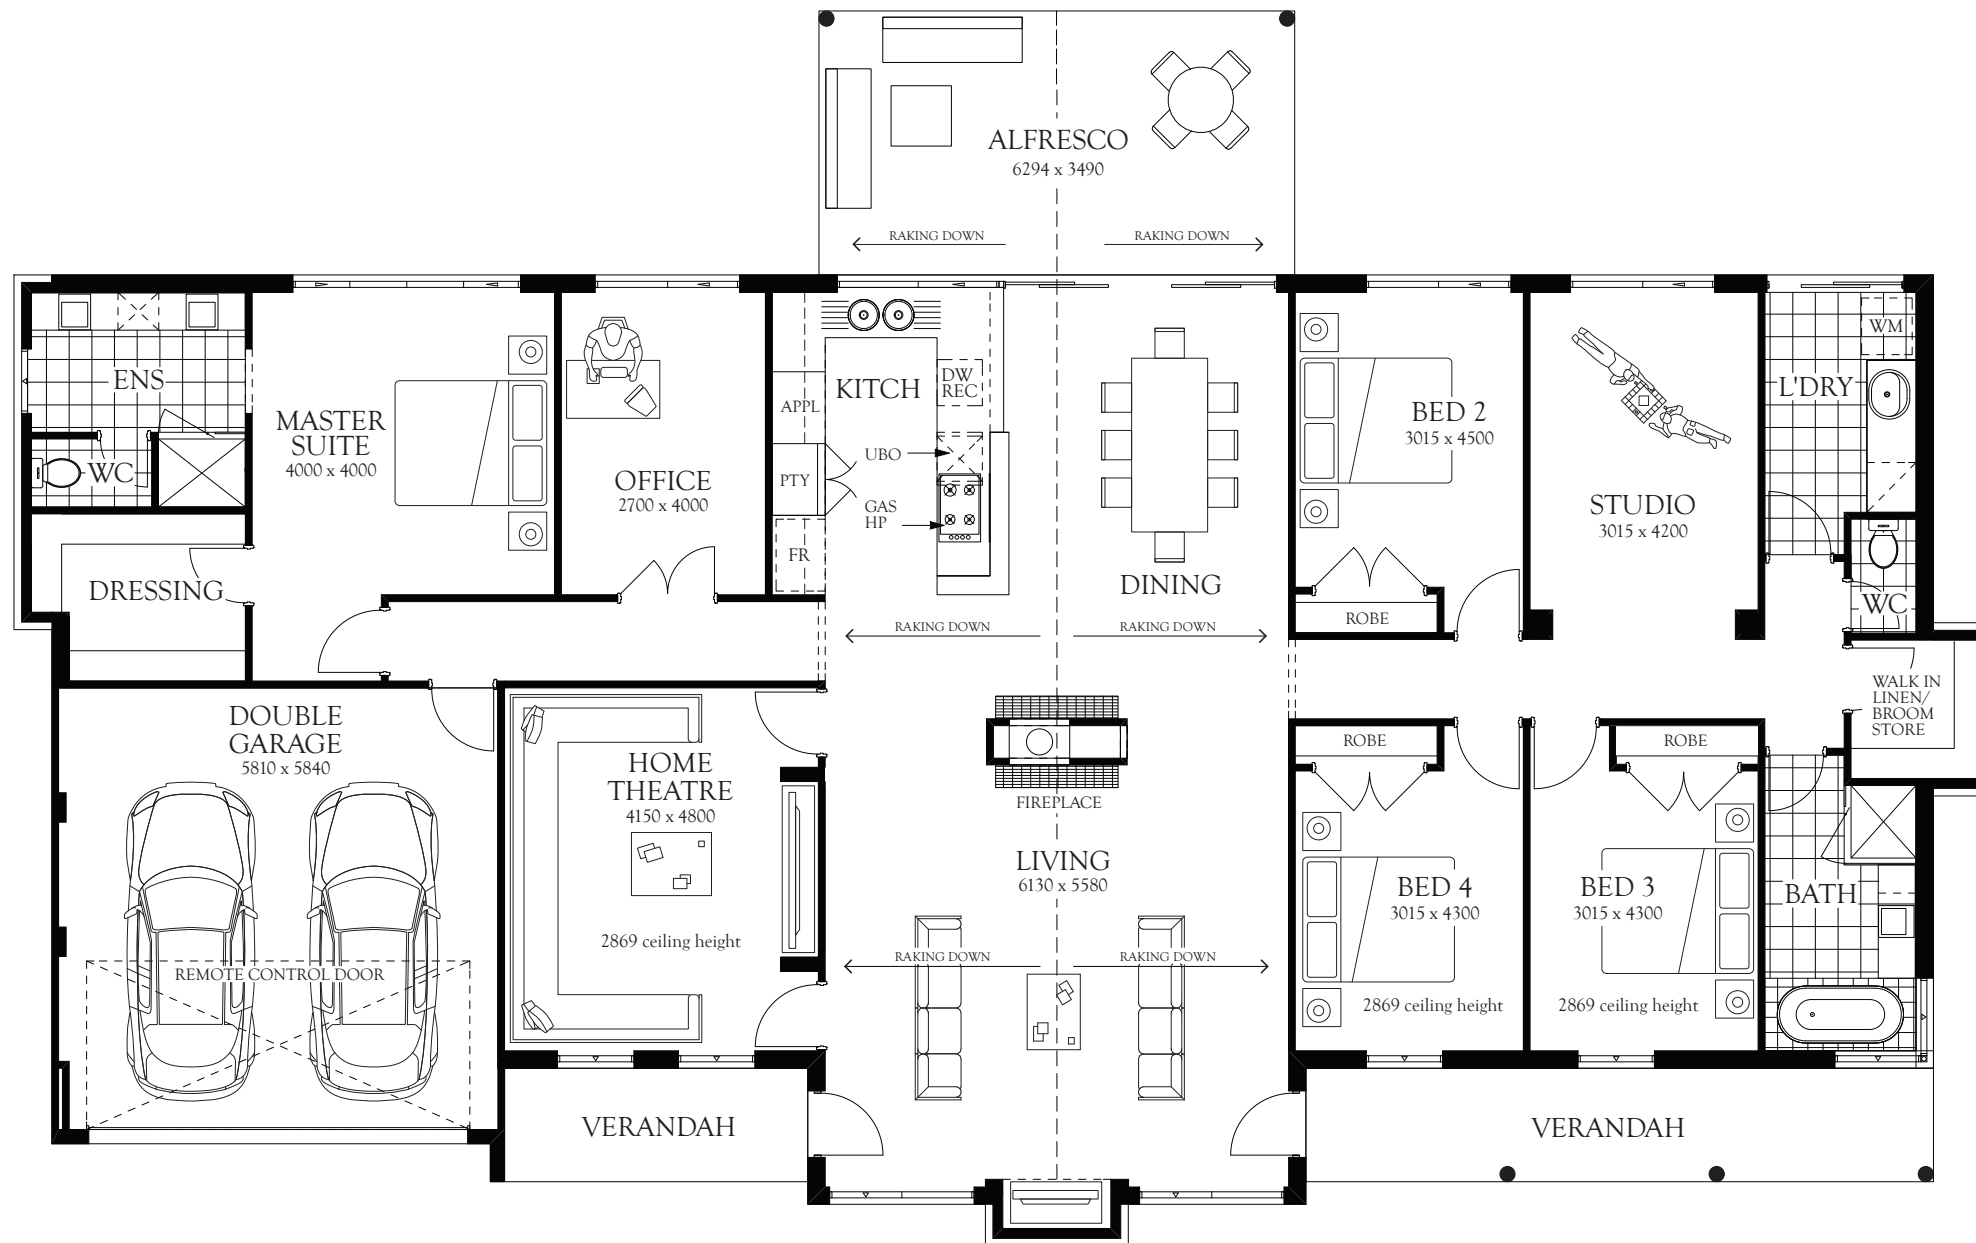 ALFRESCO
6294 x 3490
RAKING DOWN
RAKING DOWN
ENS
WC
DRESSING
MASTER
SUITE
4000 x 4000
OFFICE
2700 x 4000
KITCH
APPL
PTY
FR
DW
REC
UBO
GAS
HP
DINING
RAKING DOWN
RAKING DOWN
BED 2
3015 x 4500
ROBE
STUDIO
3015 x 4200
L'DRY
WM
WC
WALK IN
LINEN/
BROOM
STORE
DOUBLE
GARAGE
5810 x 5840
REMOTE CONTROL DOOR
HOME
THEATRE
4150 x 4800
2869 ceiling height
FIREPLACE
LIVING
6130 x 5580
RAKING DOWN
RAKING DOWN
ROBE
BED 4
3015 x 4300
2869 ceiling height
ROBE
BED 3
3015 x 4300
2869 ceiling height
BATH
VERANDAH
VERANDAH